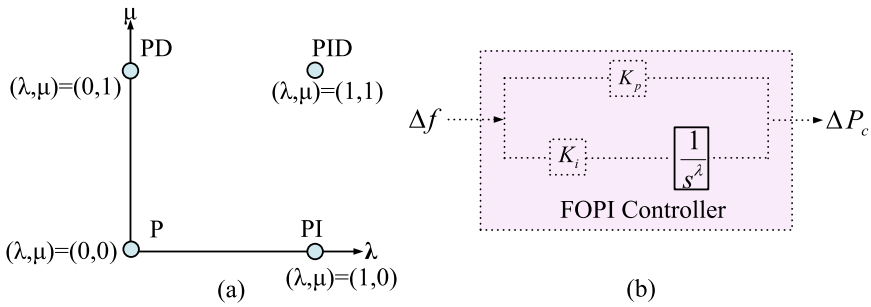 μ
PD
(λ,μ)=(0,1)
PID
(λ,μ)=(1,1)
P
(λ,μ)=(0,0)
PI
λ
(λ,μ)=(1,0)
(a)
Δf
K_p
K_i
1/s^λ
ΔP_c
FOPI Controller
(b)